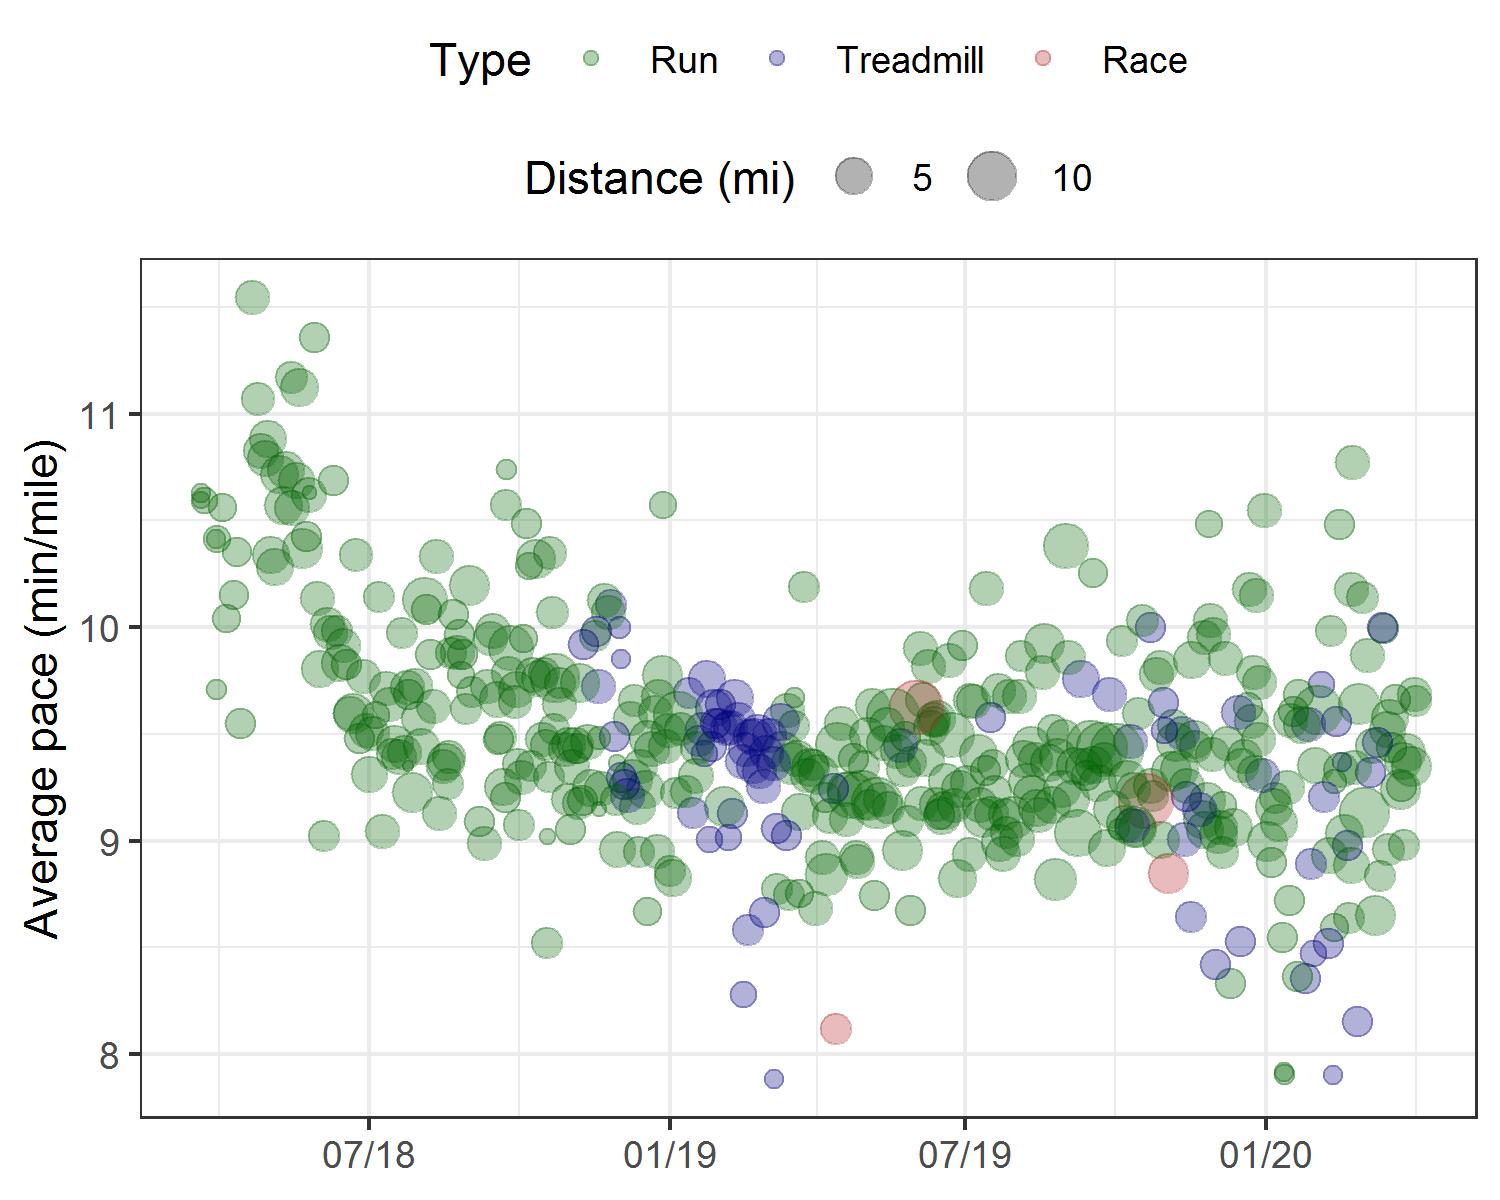 Type Run Treadmill Race
Distance (mi) 5 10
Average pace (min/mile)
11
10
9
8
07/18 01/19 07/19 01/20